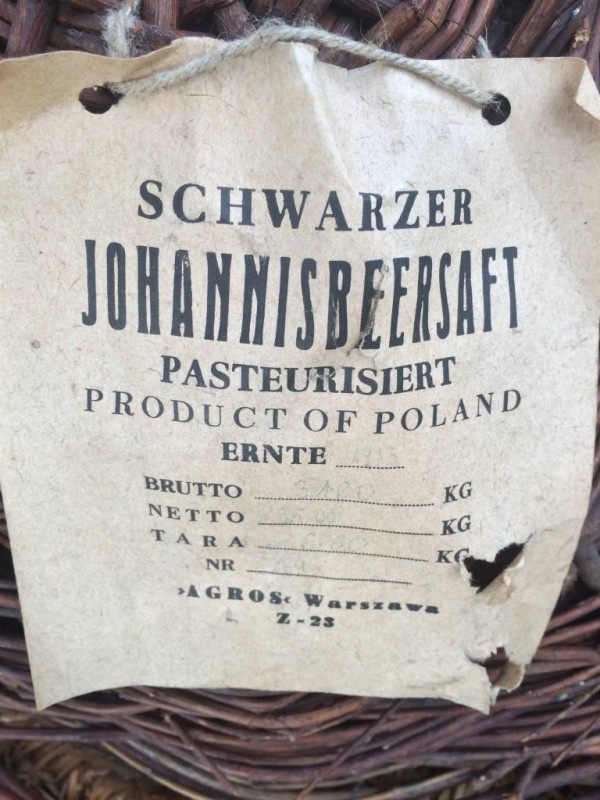 SCHWARZER
JOHANNISBEERSAFT
PASTEURISIERT
PRODUCT OF POLAND
ERNTE
BRUTTO KG
NETTO KG
TARA KG
NR
›AGROS‹ Warszawa
Z-23